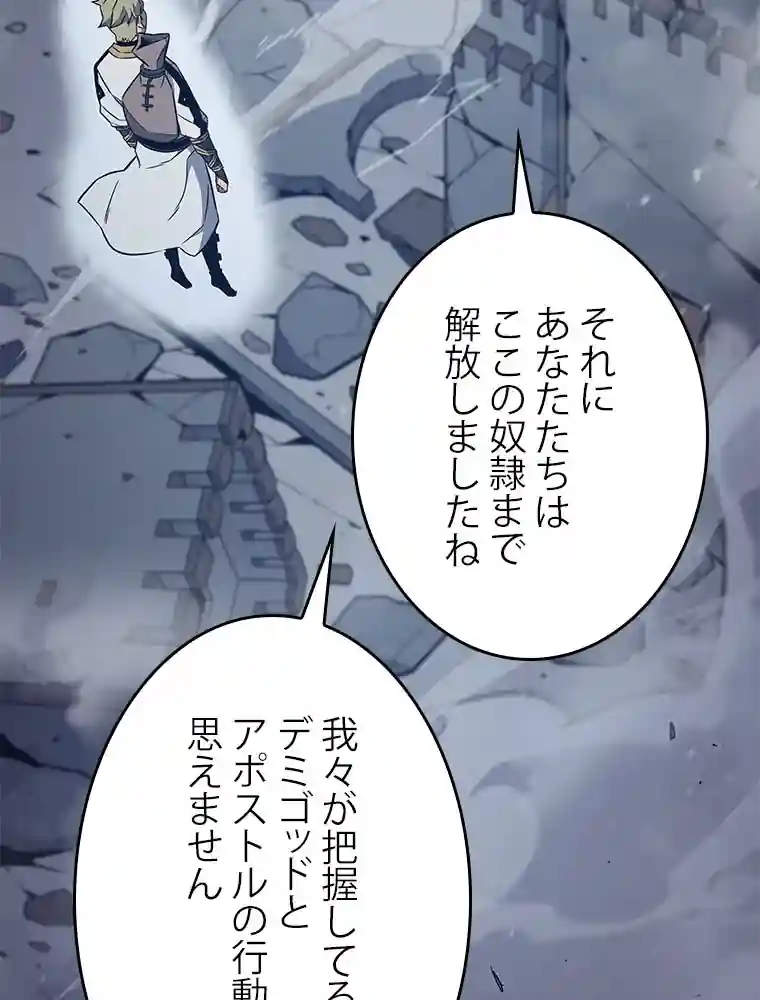 それに
あなたたちは
ここの奴隷まで
解放しましたね
我々が把握してる
デミゴッドと
アポストルの行動
思えません